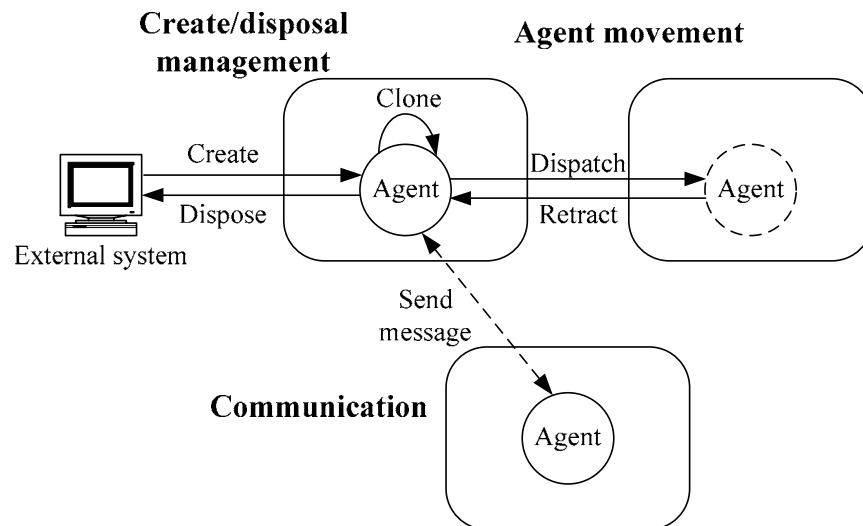 Create/disposal
management
Agent movement
Clone
Create
Agent
Dispatch
Agent
Dispose
Retract
External system
Send
message
Communication
Agent